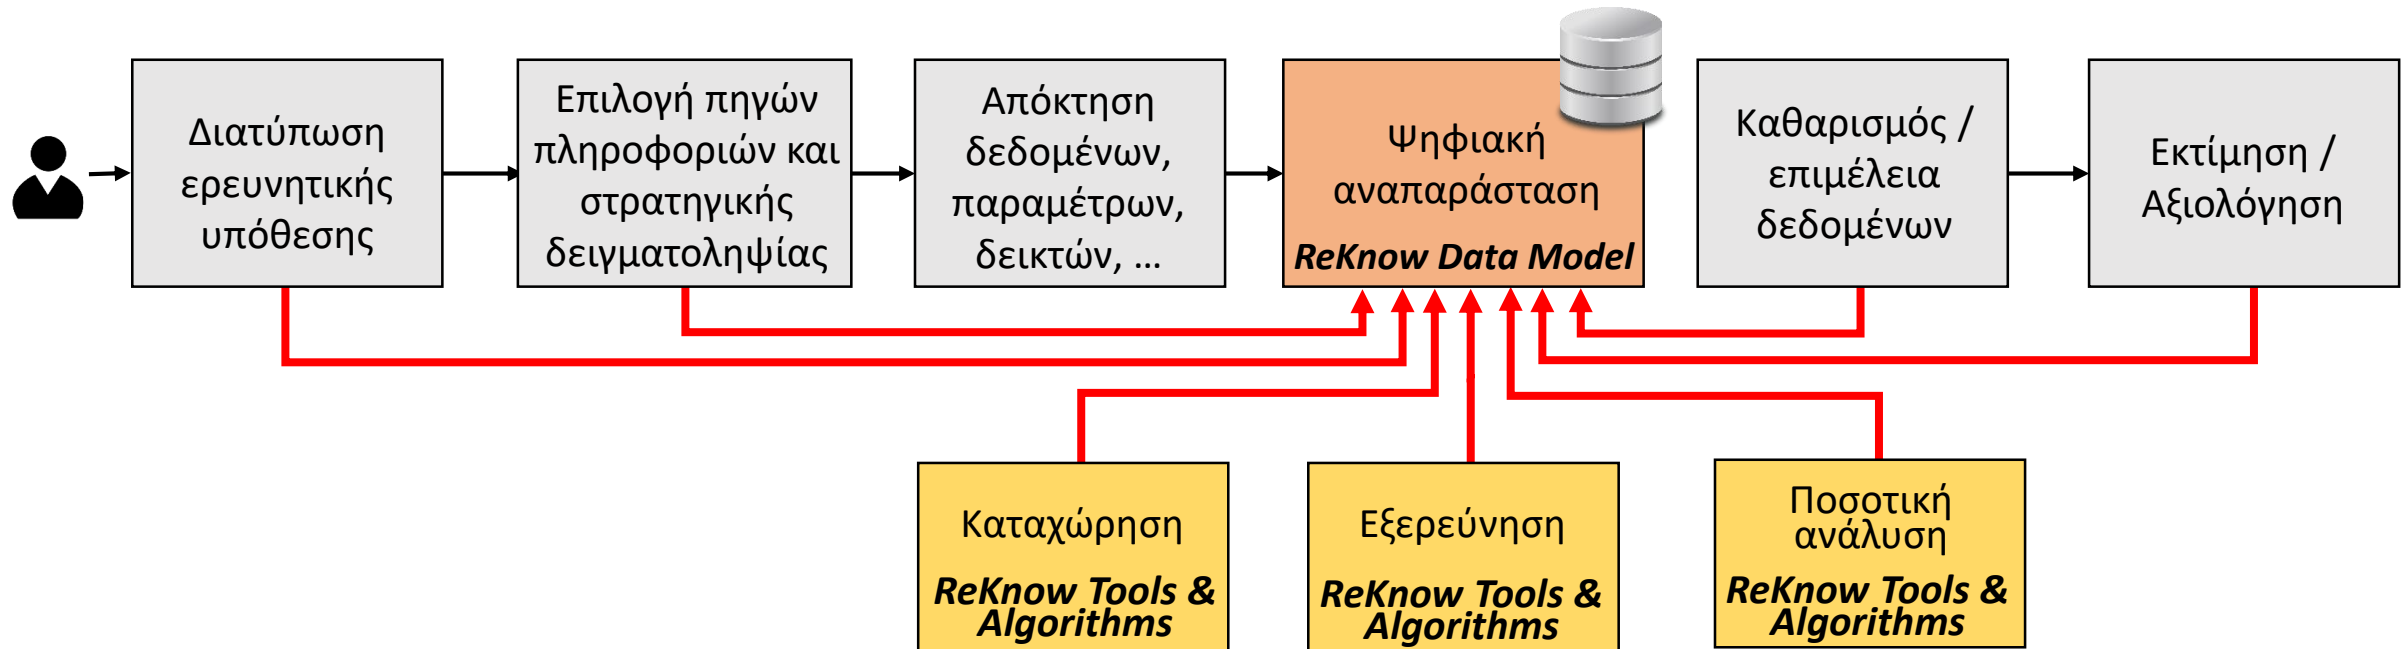 Διατύπωση
ερευνητικής
υπόθεσης
Επιλογή πηγών
πληροφοριών και
στρατηγικής
δειγματοληψίας
Απόκτηση
δεδομένων,
παραμέτρων,
δεικτών, ...
Ψηφιακή
αναπαράσταση
ReKnow Data Model
Καθαρισμός /
επιμέλεια
δεδομένων
Εκτίμηση /
Αξιολόγηση
Καταχώρηση
ReKnow Tools &
Algorithms
Εξερεύνηση
ReKnow Tools &
Algorithms
Ποσοτική
ανάλυση
ReKnow Tools &
Algorithms